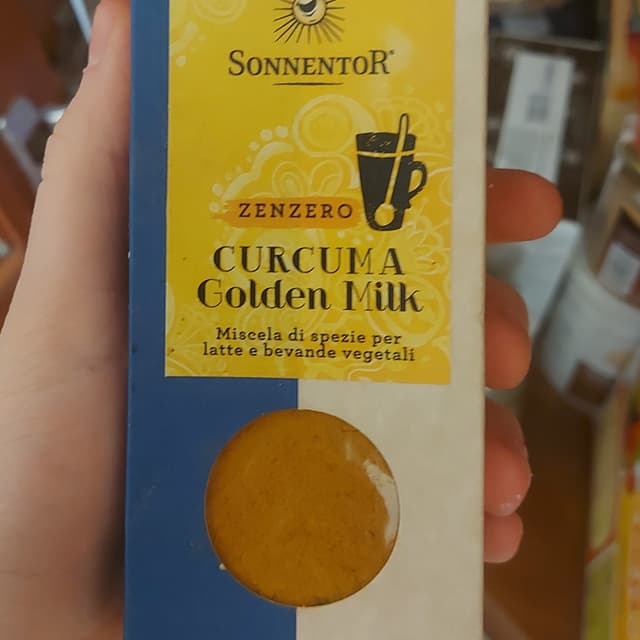 SONNENTOR®
ZENZERO
CURCUMA
Golden Milk
Miscela di spezie per
latte e bevande vegetali